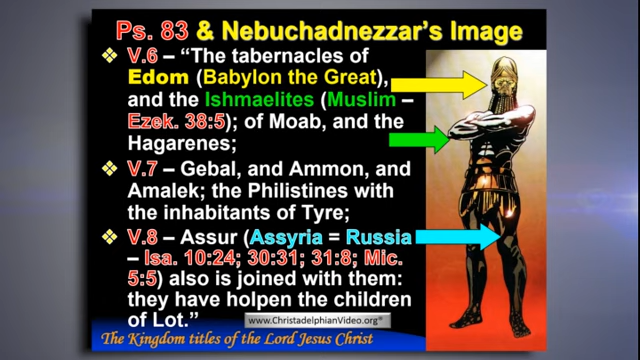 Ps. 83 & Nebuchadnezzar's Image
❖ V.6 – “The tabernacles of
Edom (Babylon the Great),
and the Ishmaelites (Muslim –
Ezek. 38:5); of Moab, and the
Hagarenes;
❖ V.7 – Gebal, and Ammon, and
Amalek; the Philistines with
the inhabitants of Tyre;
❖ V.8 – Assur (Assyria = Russia
– Isa. 10:24; 30:31; 31:8; Mic.
5:5) also is joined with them:
they have holpen the children
of Lot.”
www.ChristadelphianVideo.org®
The Kingdom titles of the Lord Jesus Christ